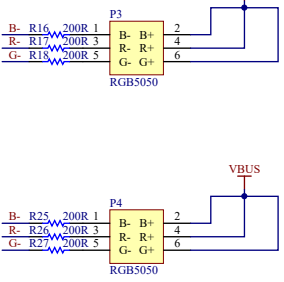 P3
B- R16 200R 1 B- B+ 2
R- R17 200R 3 R- R+ 4
G- R18 200R 5 G- G+ 6
RGB5050
VBUS
P4
B- R25 200R 1 B- B+ 2
R- R26 200R 3 R- R+ 4
G- R27 200R 5 G- G+ 6
RGB5050